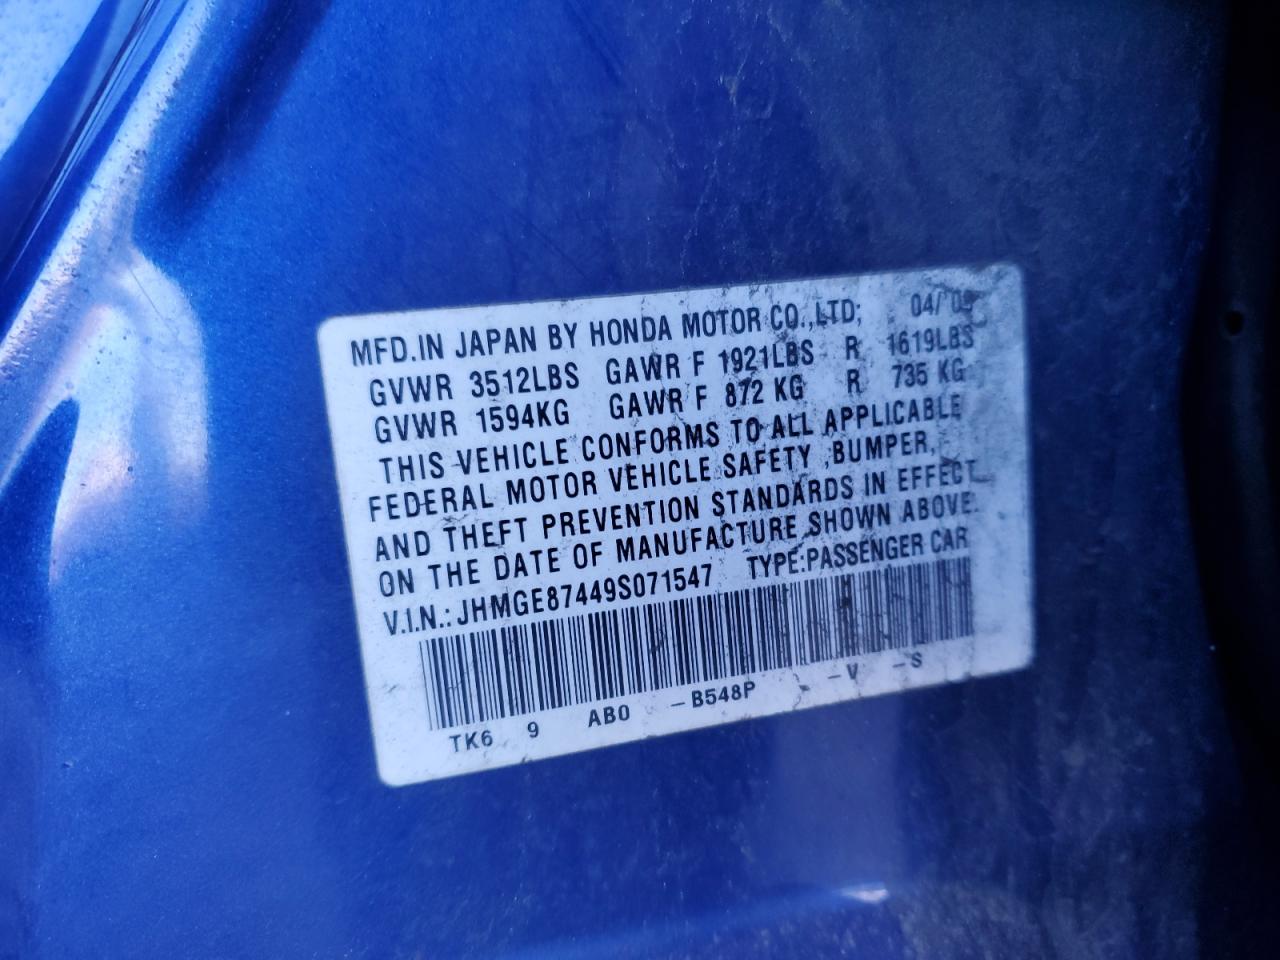 MFD.IN JAPAN BY HONDA MOTOR CO.,LTD; 04/09
GVWR 3512LBS GAWR F 1921LBS R 1619LBS
GVWR 1594KG GAWR F 872 KG R 735 KG
THIS VEHICLE CONFORMS TO ALL APPLICABLE
FEDERAL MOTOR VEHICLE SAFETY ,BUMPER,
AND THEFT PREVENTION STANDARDS IN EFFECT
ON THE DATE OF MANUFACTURE SHOWN ABOVE.
V.I.N.: JHMGE87449S071547 TYPE:PASSENGER CAR
TK6 9 AB0 -B548P -V -S